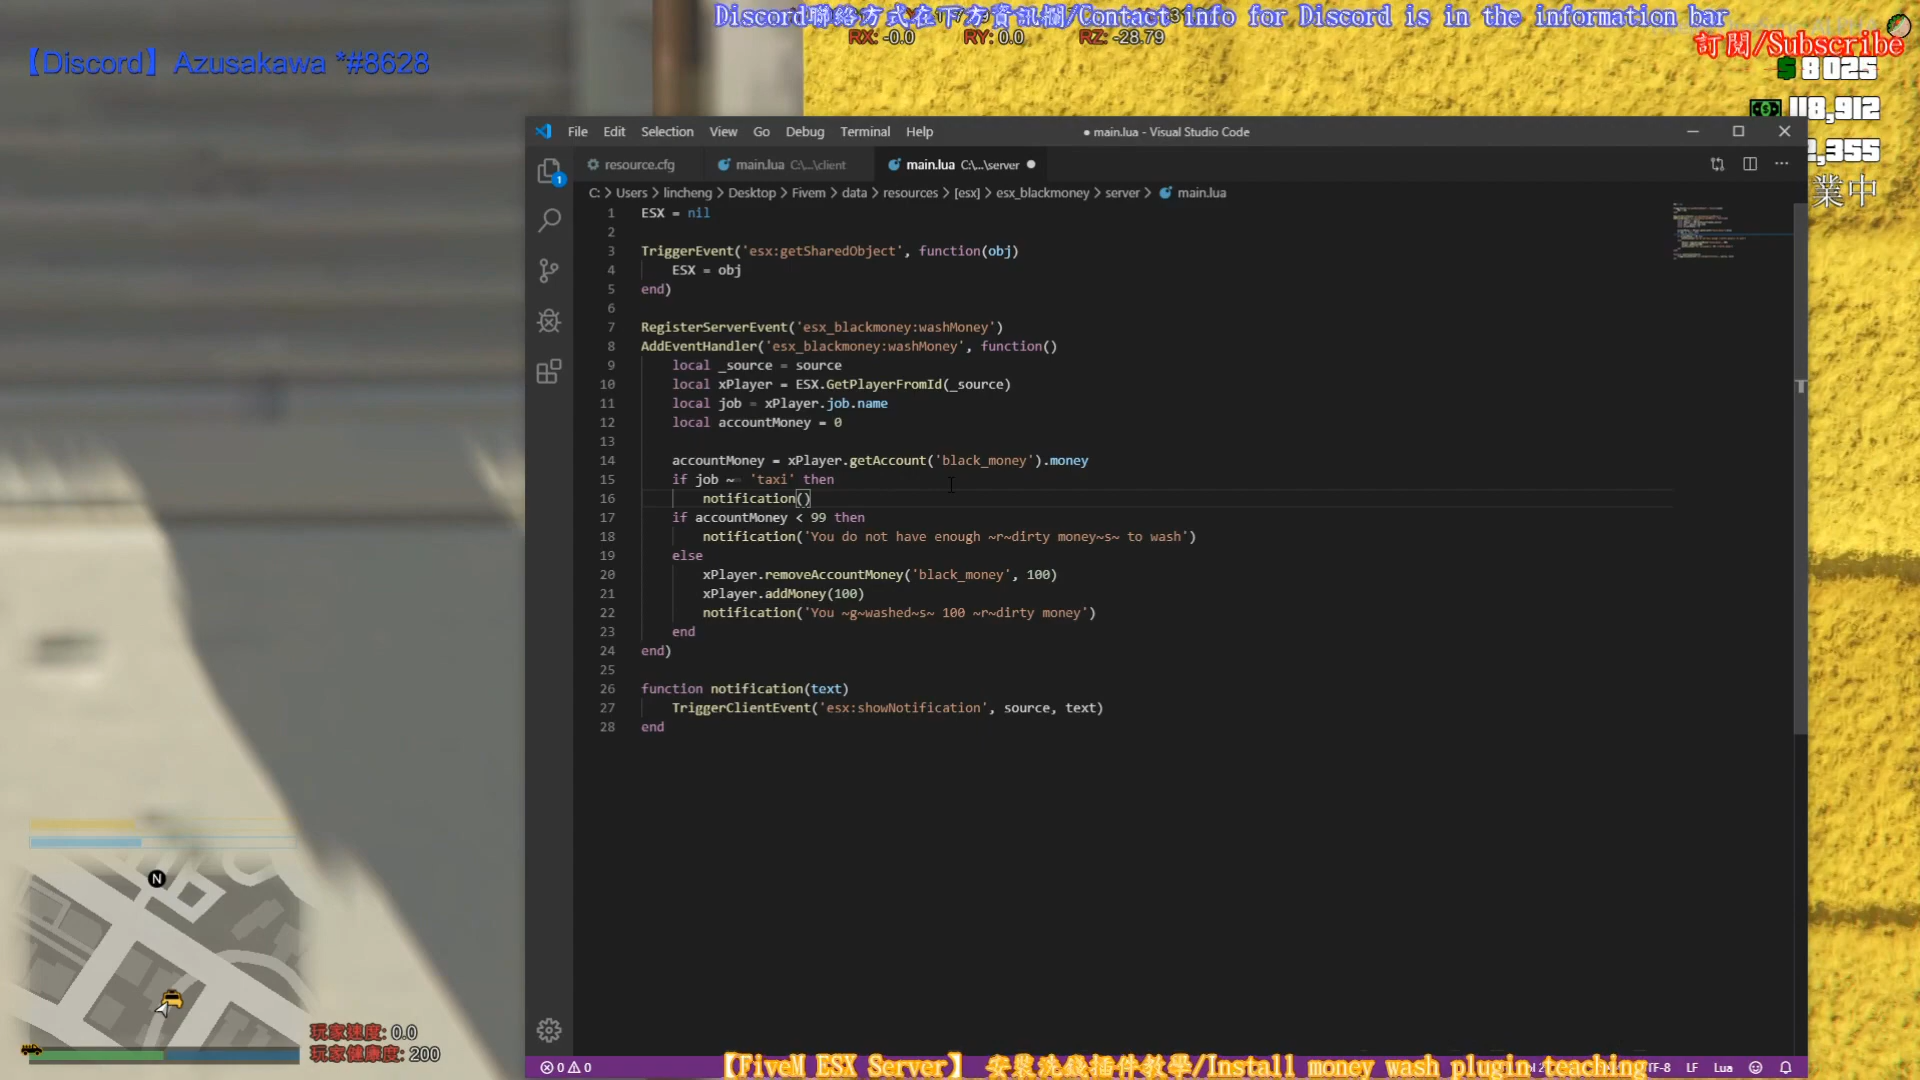 Discord聯絡方式在下方資訊欄/Contact info for Discord is in the information bar
RX: -0.0 RY: 0.0 RZ: -28.79
【Discord】Azusakawa *#8628
訂閱/Subscribe
$ 8025
118,912
2,355
業中
File Edit Selection View Go Debug Terminal Help
● main.lua - Visual Studio Code
1
resource.cfg
main.lua C:\...\client
main.lua C:\...\server ●
C: > Users > lincheng > Desktop > Fivem > data > resources > [esx] > esx_blackmoney > server > main.lua
1 ESX = nil
2
3 TriggerEvent('esx:getSharedObject', function(obj)
4 ESX = obj
5 end)
6
7 RegisterServerEvent('esx_blackmoney:washMoney')
8 AddEventHandler('esx_blackmoney:washMoney', function()
9 local _source = source
10 local xPlayer = ESX.GetPlayerFromId(_source)
11 local job = xPlayer.job.name
12 local accountMoney = 0
13
14 accountMoney = xPlayer.getAccount('black_money').money
15 if job ~= 'taxi' then
16 notification()
17 if accountMoney < 99 then
18 notification('You do not have enough ~r~dirty money~s~ to wash')
19 else
20 xPlayer.removeAccountMoney('black_money', 100)
21 xPlayer.addMoney(100)
22 notification('You ~g~washed~s~ 100 ~r~dirty money')
23 end
24 end)
25
26 function notification(text)
27 TriggerClientEvent('esx:showNotification', source, text)
28 end
N
玩家速度: 0.0
玩家健康度: 200
0 0
【FiveM ESX Server】 安裝洗錢插件教學/Install money wash plugin teaching
TF-8 LF Lua